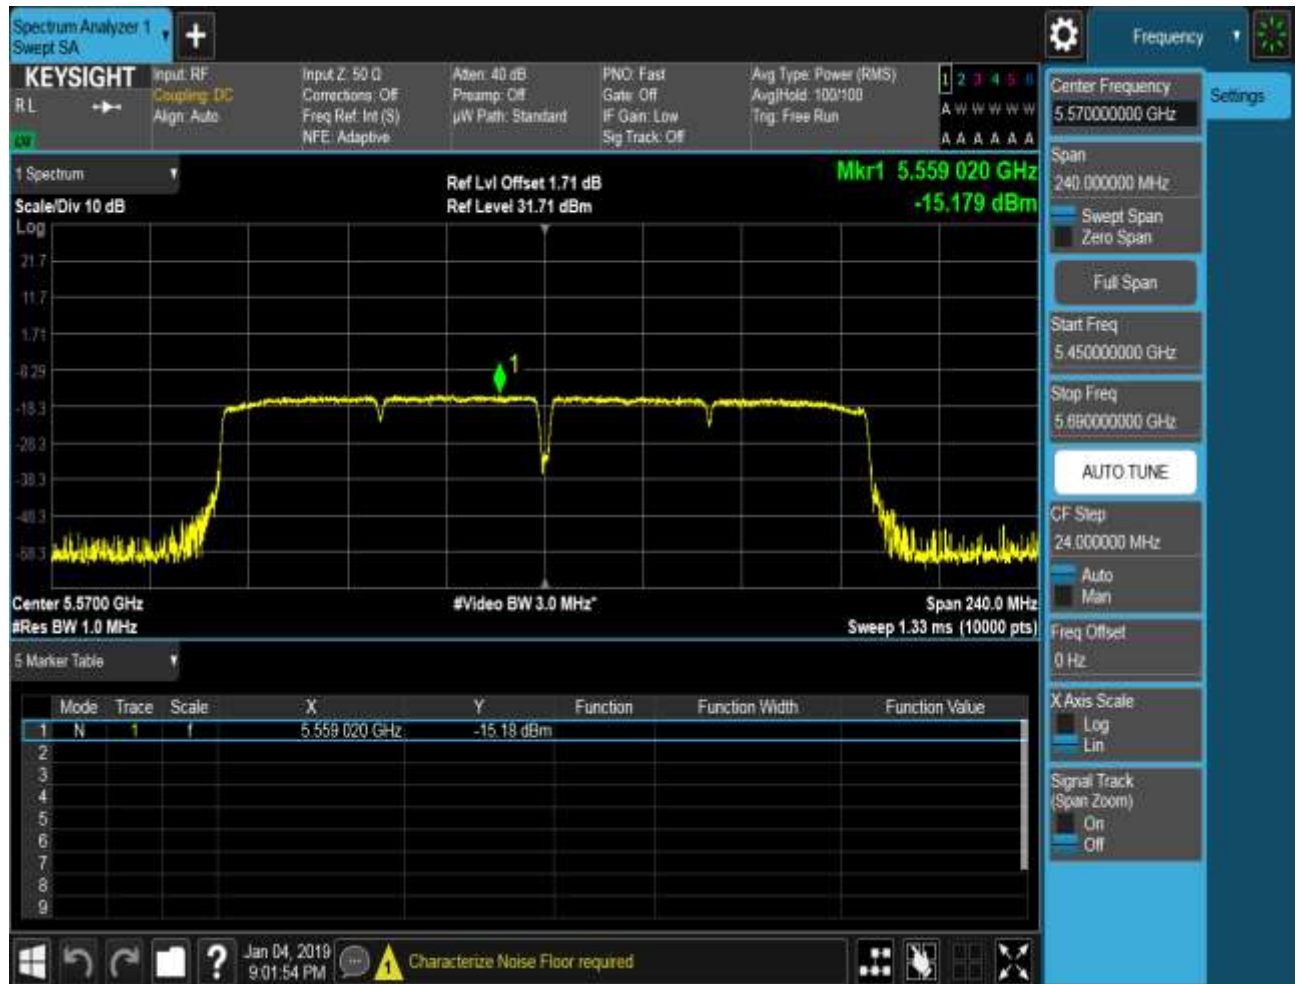 Spectrum Analyzer 1
Swept SA
+
Frequency
KEYSIGHT
R L
Input: RF
Coupling: DC
Align: Auto
Input Z: 50 Ω
Corrections: Off
Freq Ref: Int (S)
NFE: Adaptive
Atten: 40 dB
Preamp: Off
µW Path: Standard
PNO: Fast
Gate: Off
IF Gain: Low
Sig Track: Off
Avg Type: Power (RMS)
Avg|Hold: 100/100
Trig: Free Run
1 2 3 4 5 6
A W W W W W
A A A A A A
1 Spectrum
Scale/Div 10 dB
Log
Ref Lvl Offset 1.71 dB
Ref Level 31.71 dBm
Mkr1 5.559 020 GHz
-15.179 dBm
21.7
11.7
1.71
-8.29
-18.3
-28.3
-38.3
-48.3
-58.3
1
Center 5.5700 GHz
#Res BW 1.0 MHz
#Video BW 3.0 MHz*
Span 240.0 MHz
Sweep 1.33 ms (10000 pts)
5 Marker Table
Mode Trace Scale X Y Function Function Width Function Value
1 N 1 f 5.559 020 GHz -15.18 dBm
2
3
4
5
6
7
8
9
Jan 04, 2019
9:01:54 PM
?
1
Characterize Noise Floor required
Center Frequency
5.570000000 GHz
Settings
Span
240.000000 MHz
Swept Span
Zero Span
Full Span
Start Freq
5.450000000 GHz
Stop Freq
5.690000000 GHz
AUTO TUNE
CF Step
24.000000 MHz
Auto
Man
Freq Offset
0 Hz
X Axis Scale
Log
Lin
Signal Track
(Span Zoom)
On
Off